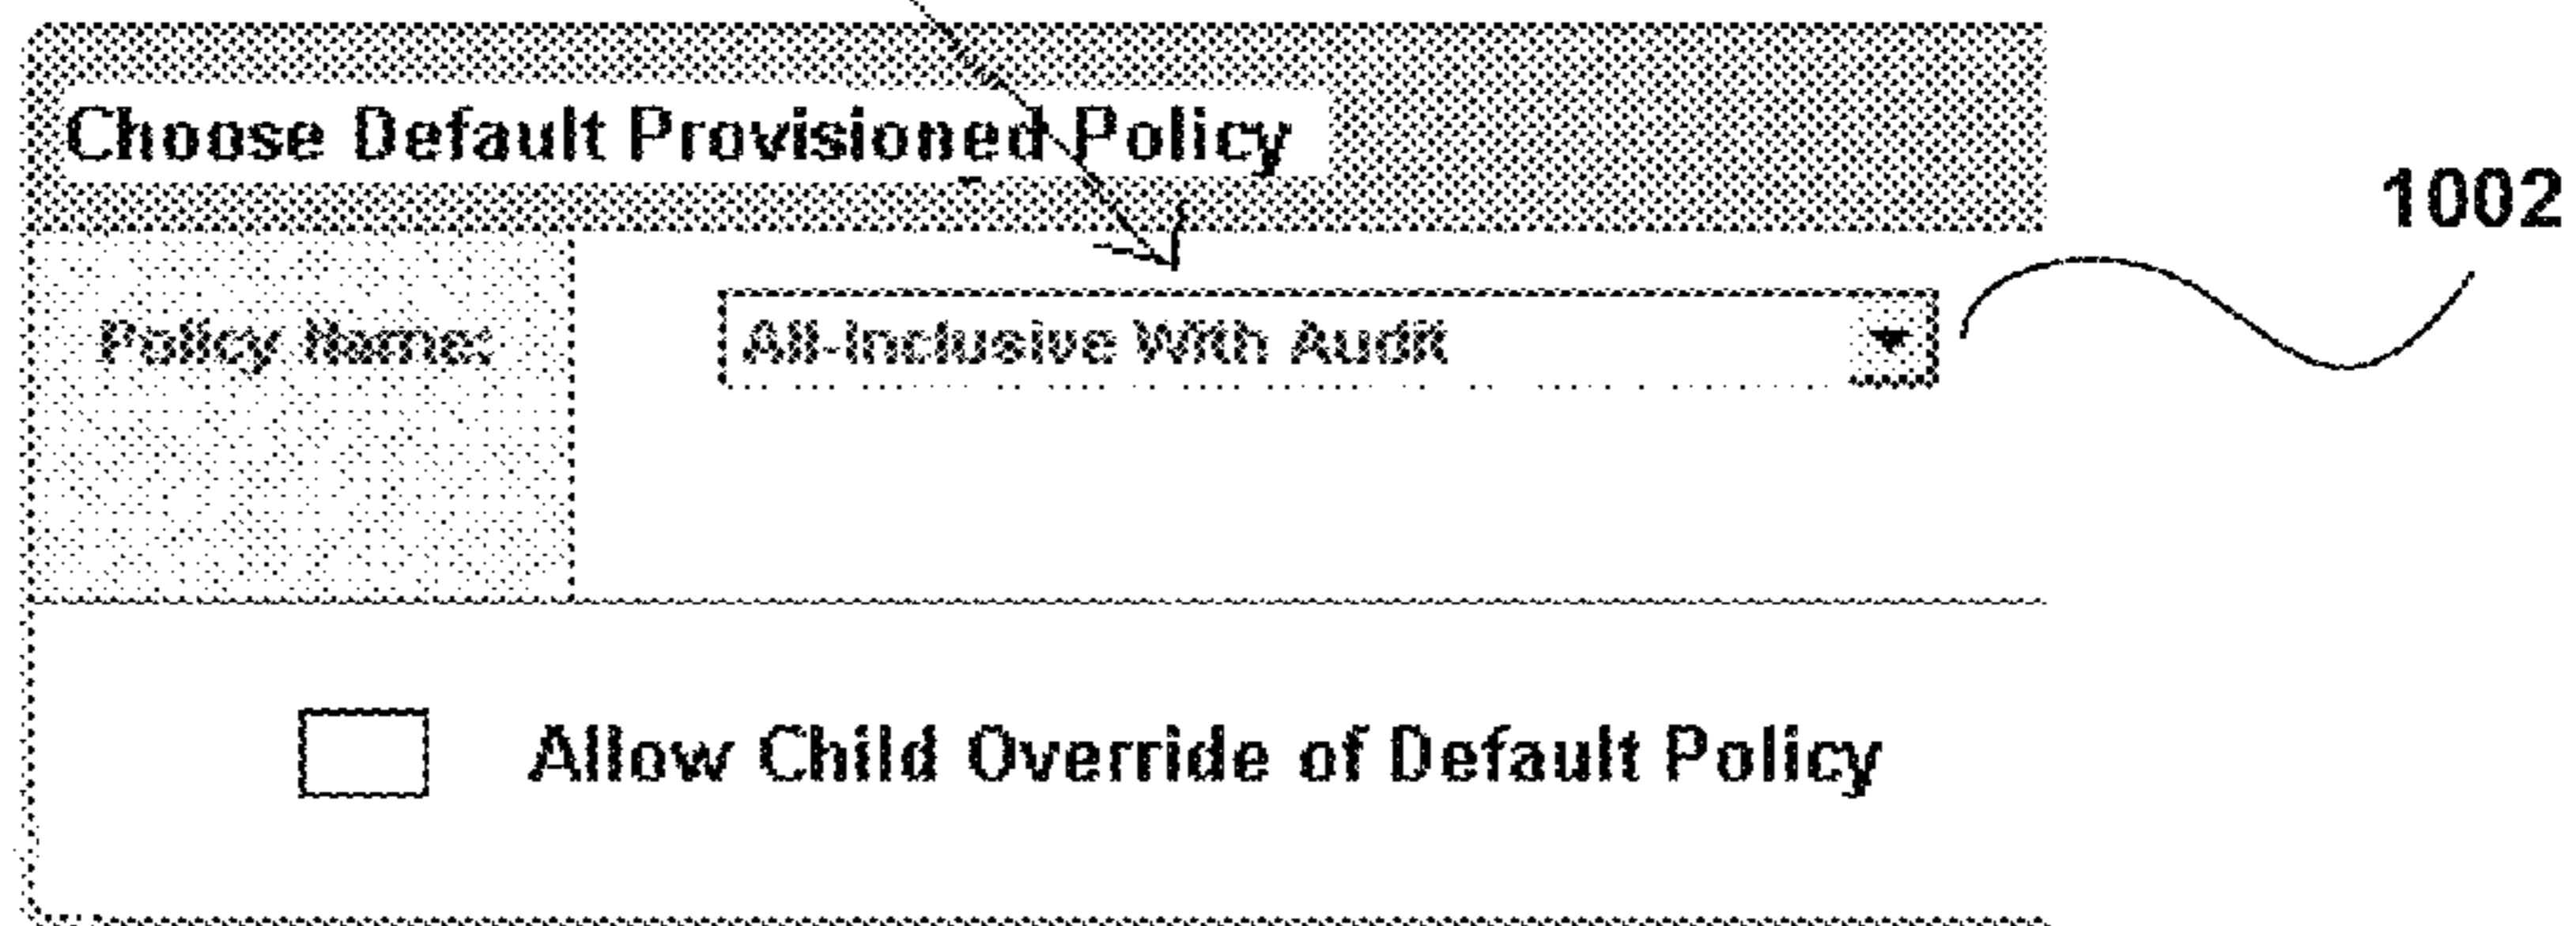 Choose Default Provisioned Policy
1002
Policy Name: All-Inclusive With Audit
Allow Child Override of Default Policy